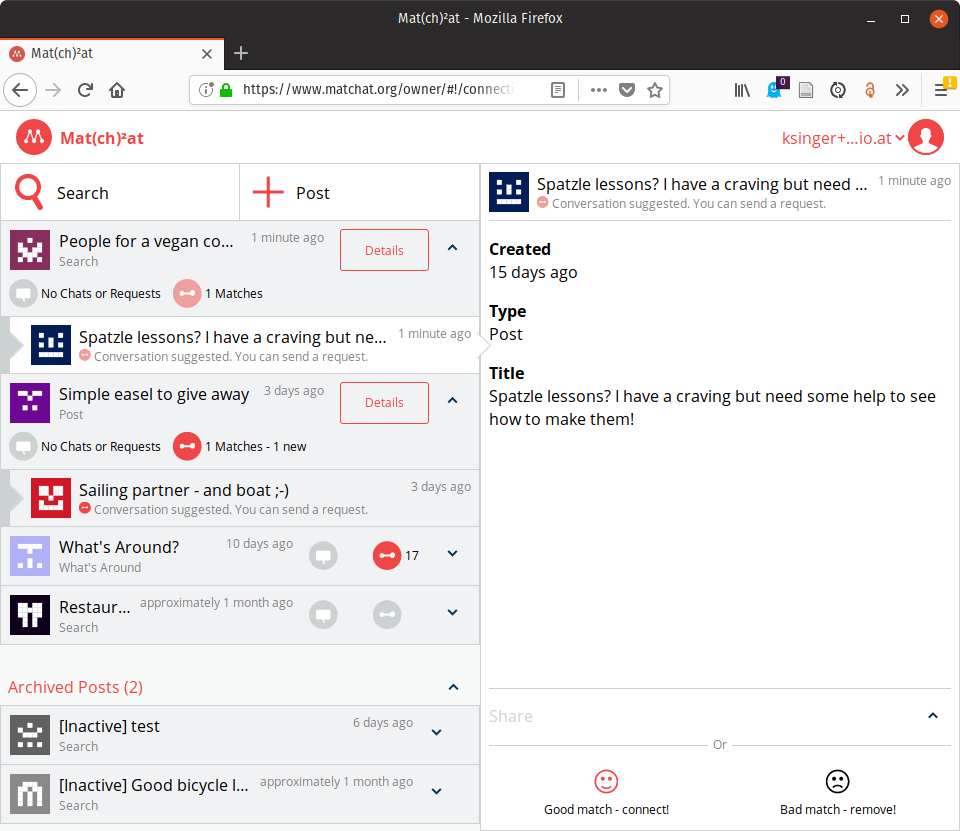 Mat(ch)²at - Mozilla Firefox
Mat(ch)²at
https://www.matchat.org/owner/#!/connecti
0
Mat(ch)²at
ksinger+...io.at
Search
Post
People for a vegan co...
1 minute ago
Search
Details
No Chats or Requests
1 Matches
Spatzle lessons? I have a craving but ne...
1 minute ago
Conversation suggested. You can send a request.
Simple easel to give away
3 days ago
Post
Details
No Chats or Requests
1 Matches - 1 new
Sailing partner - and boat ;-)
3 days ago
Conversation suggested. You can send a request.
What's Around?
10 days ago
What's Around
17
Restaur...
approximately 1 month ago
Search
Archived Posts (2)
[Inactive] test
6 days ago
Search
[Inactive] Good bicycle l...
approximately 1 month ago
Search
Spatzle lessons? I have a craving but need ...
1 minute ago
Conversation suggested. You can send a request.
Created
15 days ago
Type
Post
Title
Spatzle lessons? I have a craving but need some help to see
how to make them!
Share
Or
Good match - connect!
Bad match - remove!